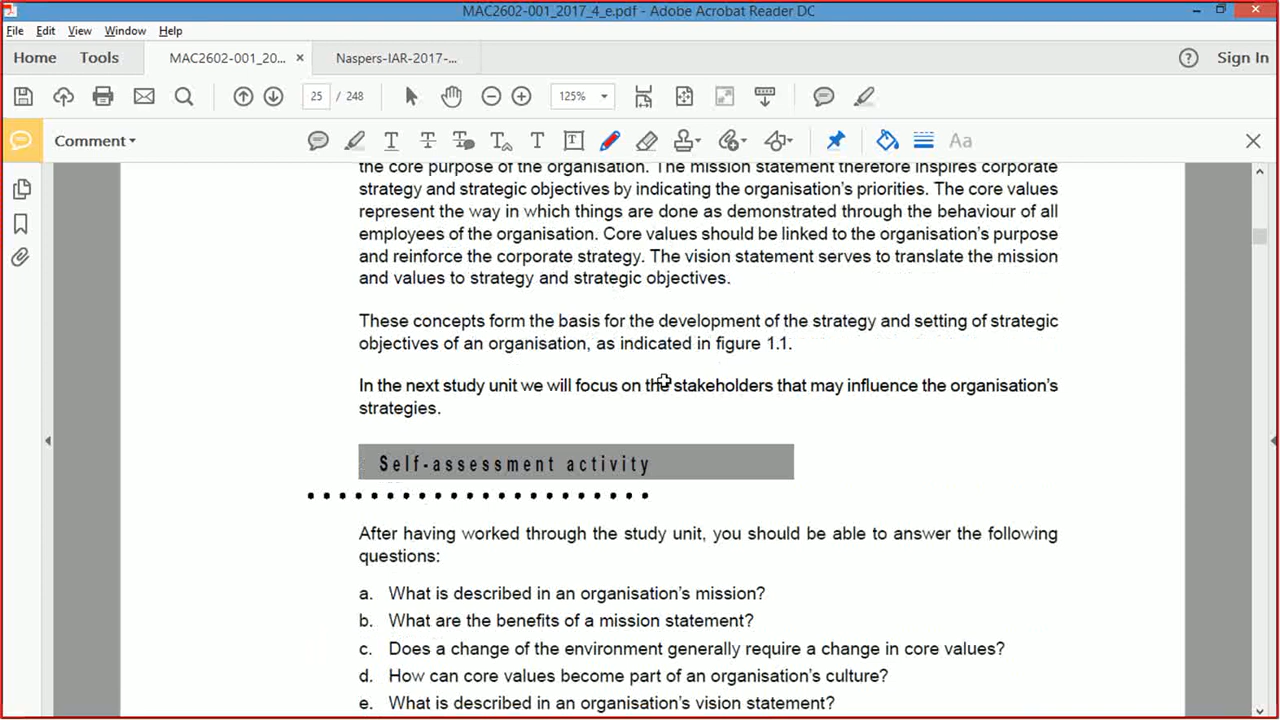 MAC2602-001_2017_4_e.pdf - Adobe Acrobat Reader DC
File Edit View Window Help
Home Tools MAC2602-001_20... × Naspers-IAR-2017-... Sign In
25 / 248 125%
Comment
the core purpose of the organisation. The mission statement therefore inspires corporate
strategy and strategic objectives by indicating the organisation's priorities. The core values
represent the way in which things are done as demonstrated through the behaviour of all
employees of the organisation. Core values should be linked to the organisation's purpose
and reinforce the corporate strategy. The vision statement serves to translate the mission
and values to strategy and strategic objectives.
These concepts form the basis for the development of the strategy and setting of strategic
objectives of an organisation, as indicated in figure 1.1.
In the next study unit we will focus on the stakeholders that may influence the organisation's
strategies.
Self-assessment activity
After having worked through the study unit, you should be able to answer the following
questions:
a. What is described in an organisation's mission?
b. What are the benefits of a mission statement?
c. Does a change of the environment generally require a change in core values?
d. How can core values become part of an organisation's culture?
e. What is described in an organisation's vision statement?